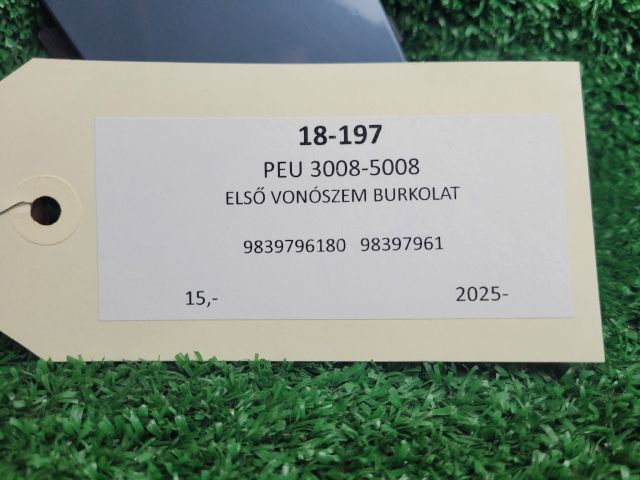 18-197
PEU 3008-5008
ELSŐ VONÓSZEM BURKOLAT
9839796180 98397961
15,- 2025-